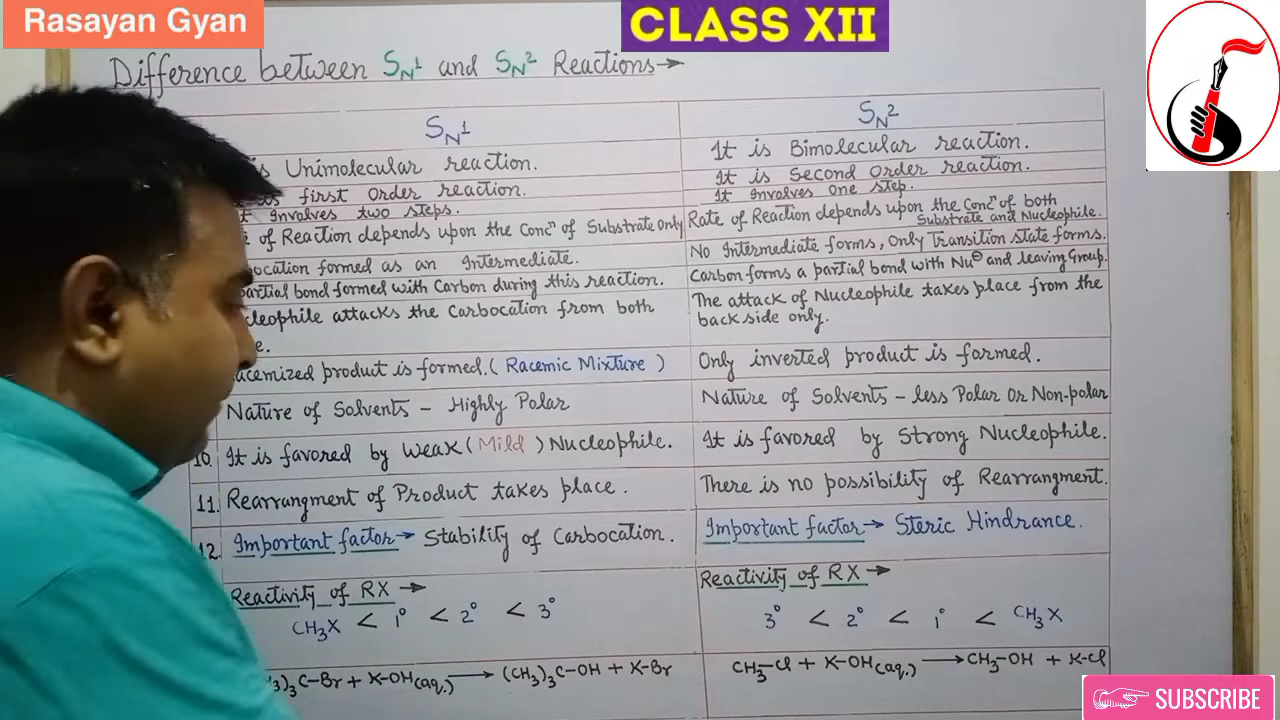 Rasayan Gyan
CLASS XII
Difference between SN1 and SN2 Reactions→
SN1
SN2
Unimolecular reaction.
It is Bimolecular reaction.
first Order reaction.
It is Second Order reaction.
Involves two steps.
It Involves one step.
of Reaction depends upon the Concⁿ of Substrate Only
Rate of Reaction depends upon the Concⁿ of both
Substrate and Nucleophile.
formed as an Intermediate.
No Intermediate forms, Only Transition state forms.
bond formed with Carbon during this reaction.
Carbon forms a partial bond with Nu⊖ and leaving Group.
attacks the Carbocation from both
The attack of Nucleophile takes place from the
back side only.
product is formed. (Racemic Mixture)
Only inverted product is formed.
Nature of Solvents - Highly Polar
Nature of Solvents - less Polar Or Non-polar
10. It is favored by Weak (Mild) Nucleophile.
It is favored by Strong Nucleophile.
11. Rearrangment of Product takes place.
There is no possibility of Rearrangment.
12. Important factor→ Stability of Carbocation.
Important factor→ Steric Hindrance.
Reactivity of RX →
CH3X < 1° < 2° < 3°
Reactivity of RX →
3° < 2° < 1° < CH3X
)3C-Br + K-OH(aq.) → (CH3)3C-OH + K-Br
CH3-Cl + K-OH(aq.) → CH3-OH + K-Cl
SUBSCRIBE